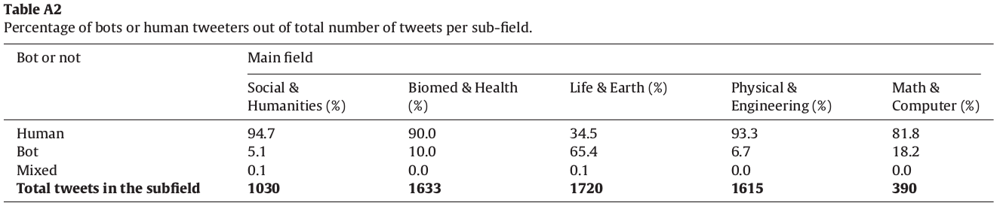 Table A2
Percentage of bots or human tweeters out of total number of tweets per sub-field.
Bot or not Main field
Social & Biomed & Health Life & Earth (%) Physical & Math &
Humanities (%) (%) Engineering (%) Computer (%)
Human 94.7 90.0 34.5 93.3 81.8
Bot 5.1 10.0 65.4 6.7 18.2
Mixed 0.1 0.0 0.1 0.0 0.0
Total tweets in the subfield 1030 1633 1720 1615 390